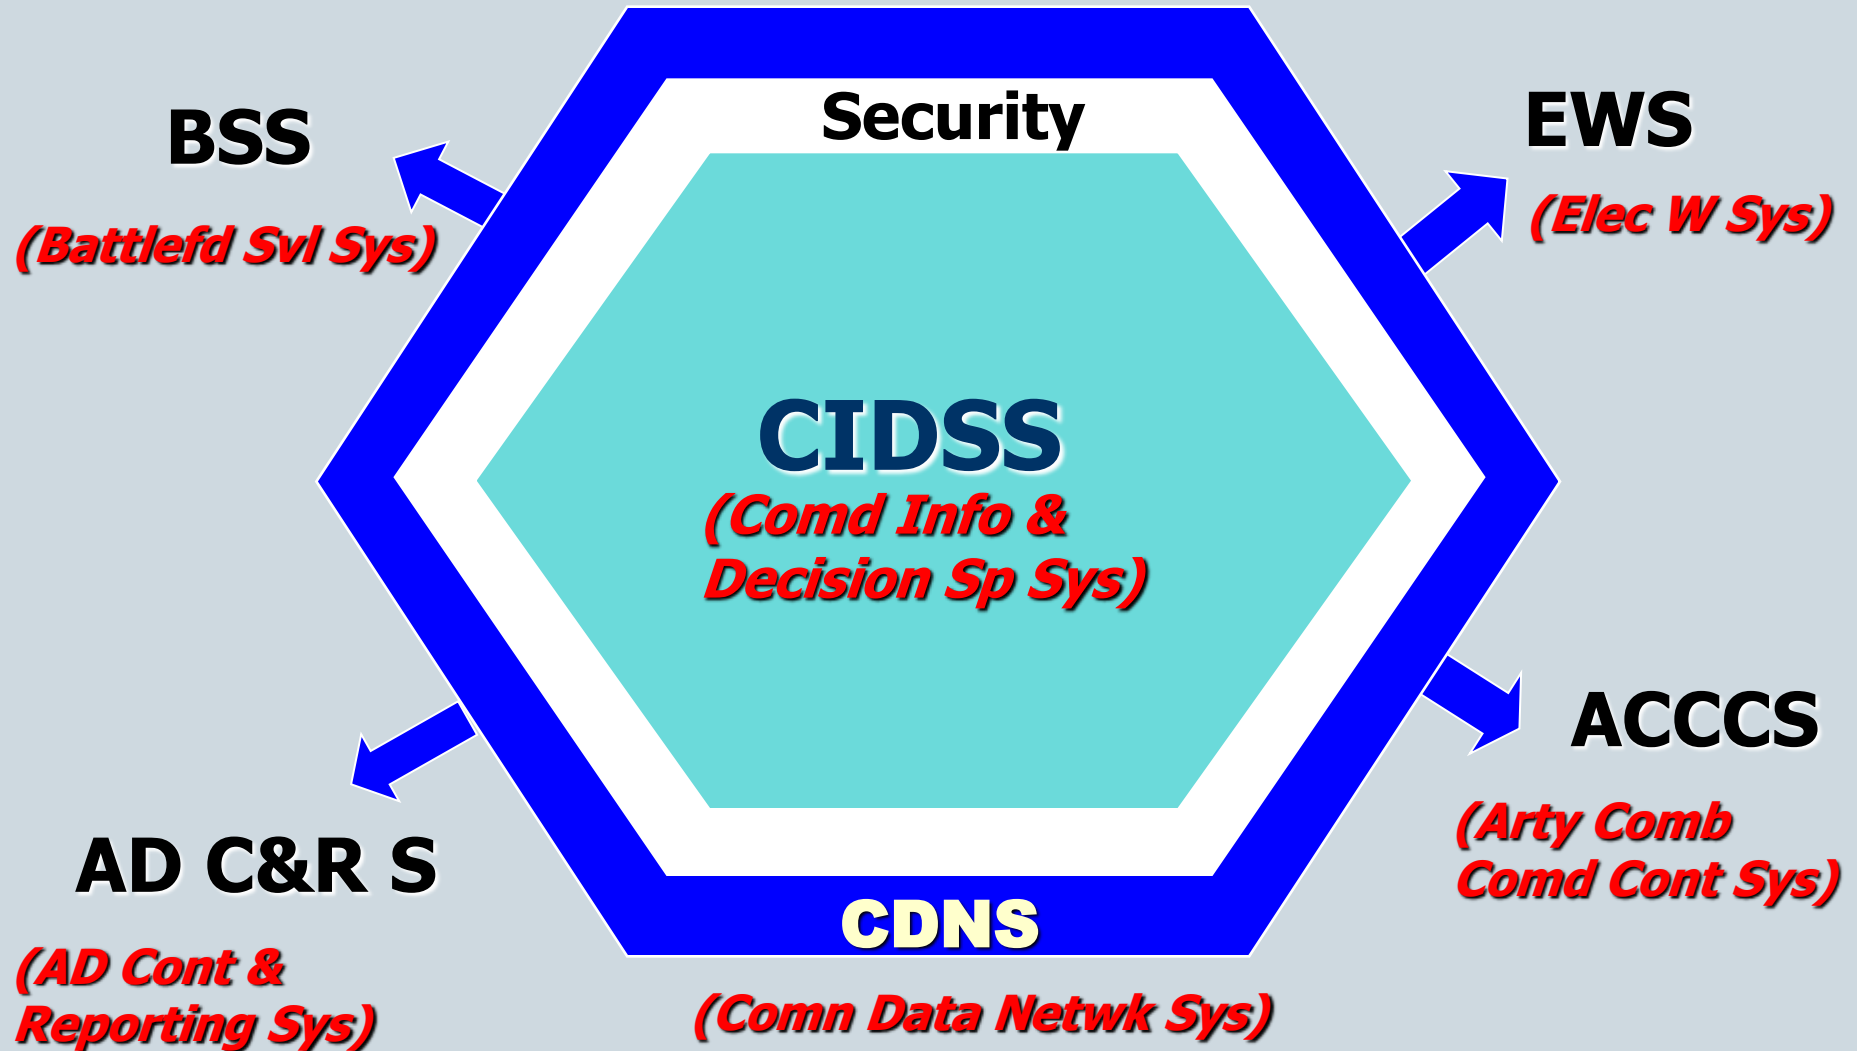 Security
BSS
(Battlefd Svl Sys)
EWS
(Elec W Sys)
CIDSS
(Comd Info &
Decision Sp Sys)
AD C&R S
(AD Cont &
Reporting Sys)
ACCCS
(Arty Comb
Comd Cont Sys)
CDNS
(Comn Data Netwk Sys)